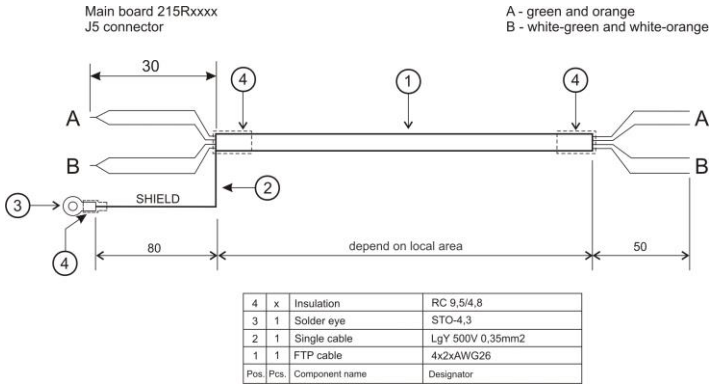 Main board 215Rxxxx
J5 connector
A - green and orange
B - white-green and white-orange
30
4
1
4
A
A
B
B
2
3
SHIELD
4
80
depend on local area
50
4 x Insulation RC 9,5/4,8
3 1 Solder eye STO-4,3
2 1 Single cable LgY 500V 0,35mm2
1 1 FTP cable 4x2xAWG26
Pos. Pcs. Component name Designator